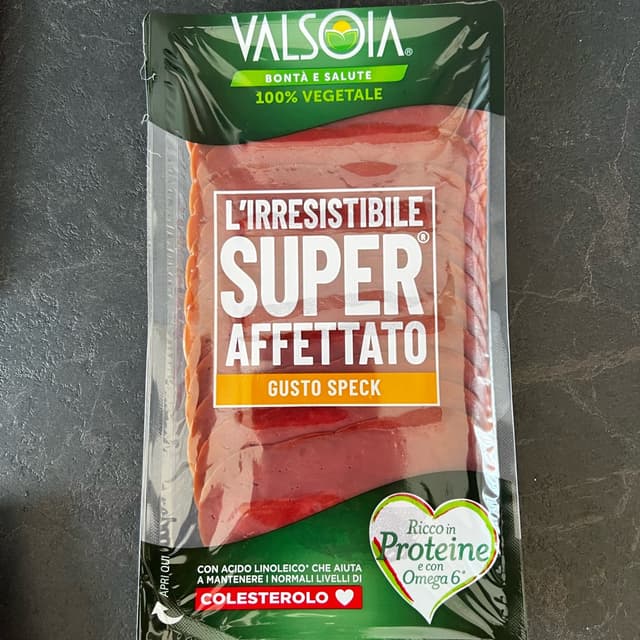 VALSOIA®
BONTÀ E SALUTE
100% VEGETALE
L'IRRESISTIBILE
SUPER®
AFFETTATO
GUSTO SPECK
Ricco in
Proteine
e con
Omega 6*
CON ACIDO LINOLEICO* CHE AIUTA
A MANTENERE I NORMALI LIVELLI DI
COLESTEROLO
APRI QUI